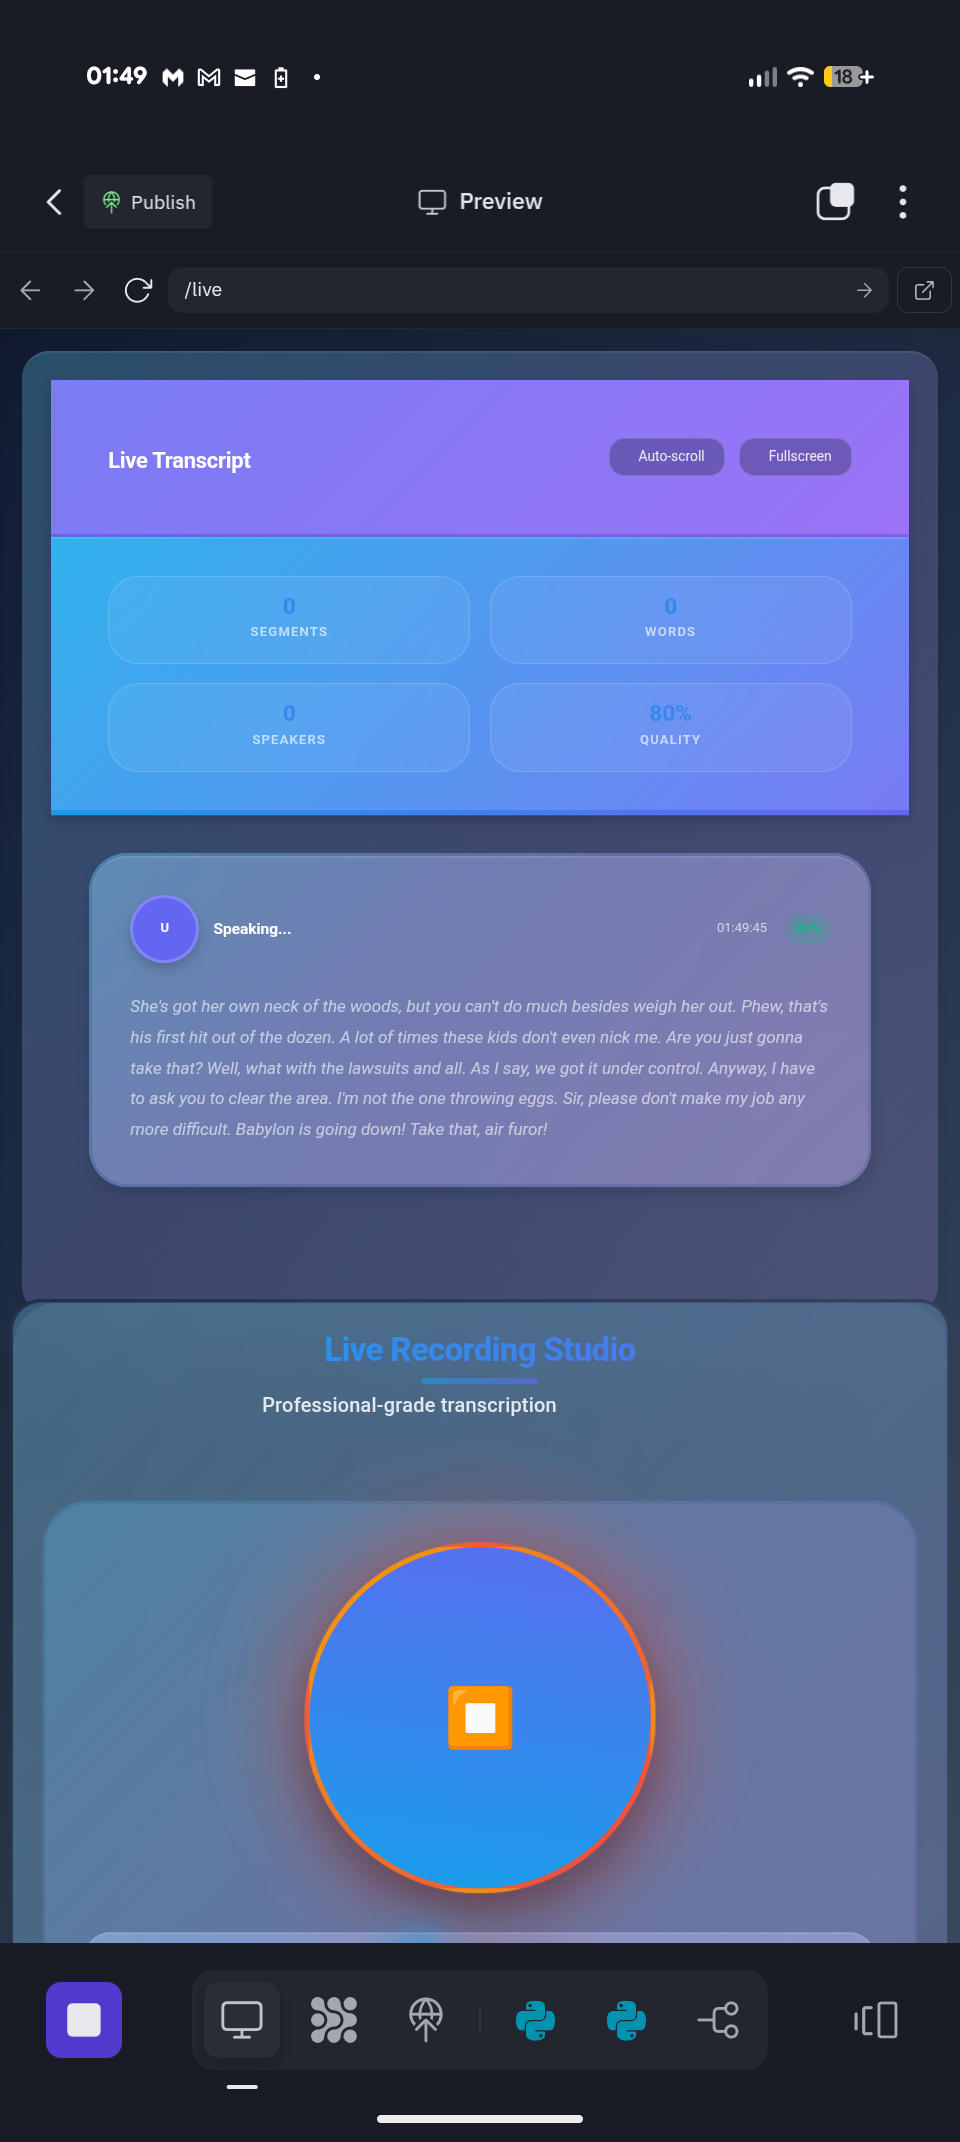 01:49
18
Publish
Preview
/live
Live Transcript
Auto-scroll
Fullscreen
0
SEGMENTS
0
WORDS
0
SPEAKERS
80%
QUALITY
U
Speaking...
01:49:45
She's got her own neck of the woods, but you can't do much besides weigh her out. Phew, that's
his first hit out of the dozen. A lot of times these kids don't even nick me. Are you just gonna
take that? Well, what with the lawsuits and all. As I say, we got it under control. Anyway, I have
to ask you to clear the area. I'm not the one throwing eggs. Sir, please don't make my job any
more difficult. Babylon is going down! Take that, air furor!
Live Recording Studio
Professional-grade transcription